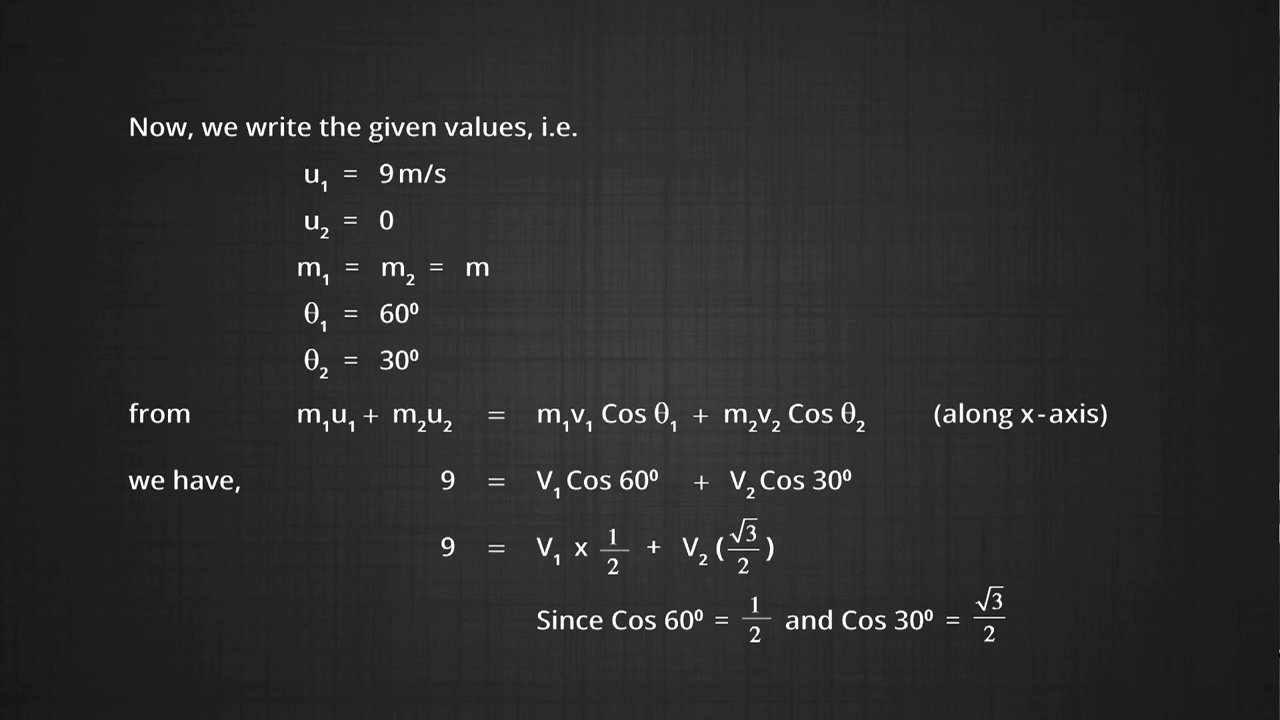 Now, we write the given values, i.e.
u₁ = 9 m/s
u₂ = 0
m₁ = m₂ = m
θ₁ = 60⁰
θ₂ = 30⁰
from m₁u₁ + m₂u₂ = m₁v₁ Cos θ₁ + m₂v₂ Cos θ₂ (along x-axis)
we have, 9 = V₁ Cos 60⁰ + V₂ Cos 30⁰
9 = V₁ x 1/2 + V₂ (√3/2)
Since Cos 60⁰ = 1/2 and Cos 30⁰ = √3/2